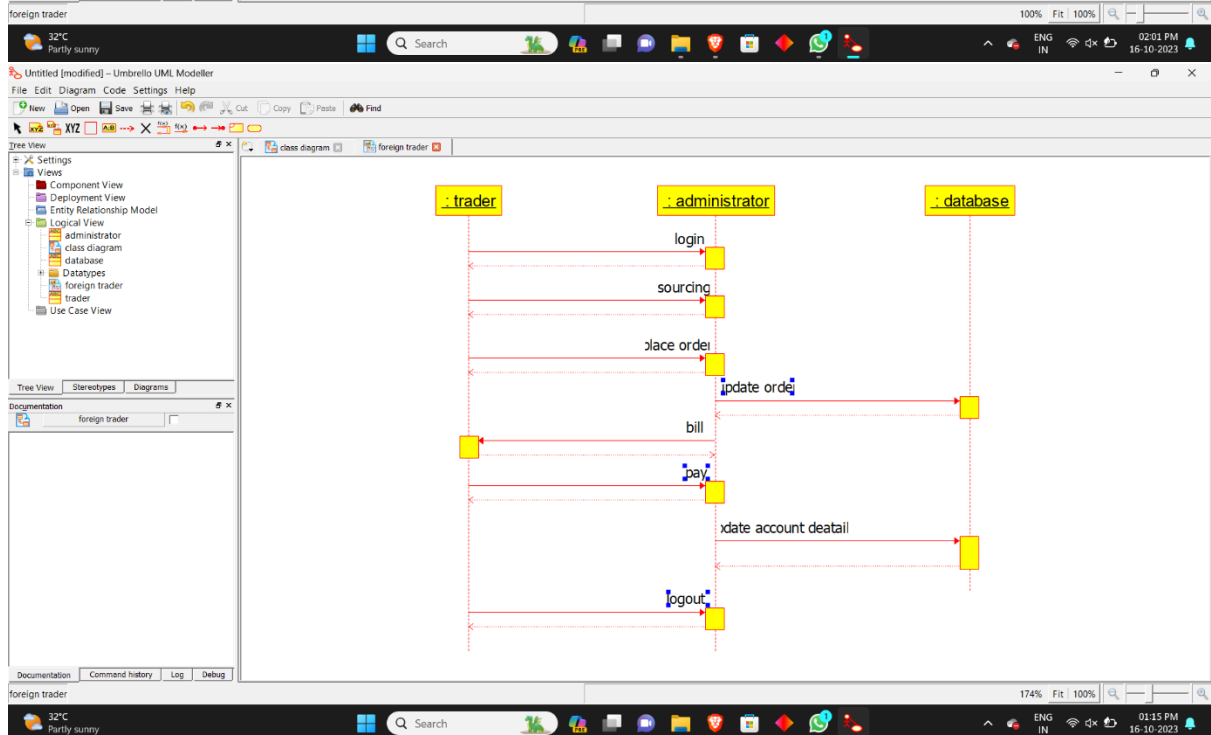 foreign trader 100% Fit 100%
32°C Search ENG 02:01 PM
Partly sunny IN 16-10-2023
Untitled [modified] – Umbrello UML Modeller
File Edit Diagram Code Settings Help
New Open Save Cut Copy Paste Find
XYZ XYZ A:B f(x) f(x)
Tree View class diagram foreign trader
Settings
Views
Component View
Deployment View
Entity Relationship Model
Logical View
administrator
class diagram
database
Datatypes
foreign trader
trader
Use Case View
: trader : administrator : database
login
sourcing
place order
update order
bill
pay
date account deatail
logout
Tree View Stereotypes Diagrams
Documentation
foreign trader
Documentation Command history Log Debug
foreign trader 174% Fit 100%
32°C Search ENG 01:15 PM
Partly sunny IN 16-10-2023